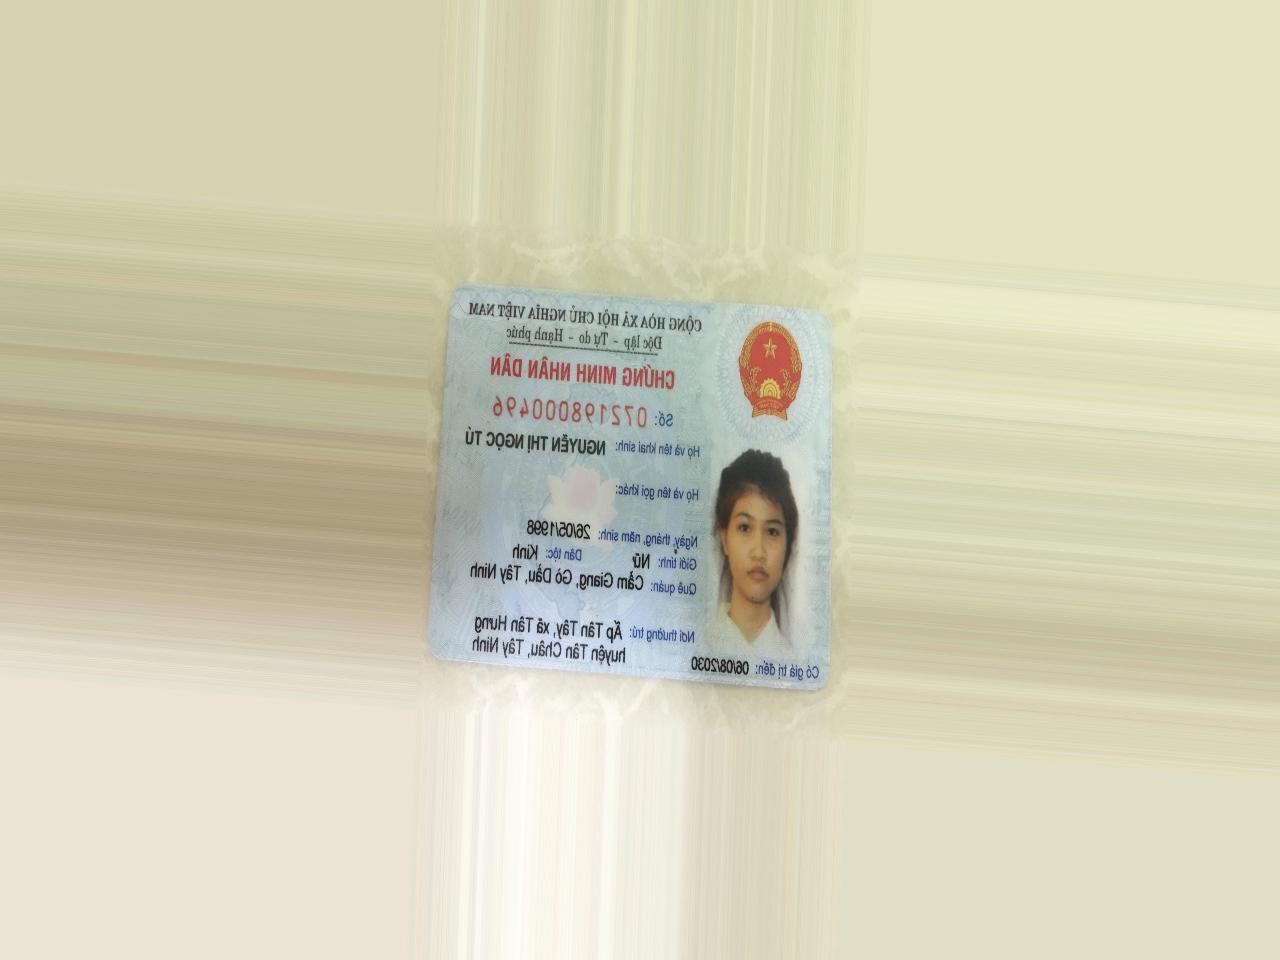 CỘNG HÒA XÃ HỘI CHỦ NGHĨA VIỆT NAM
Độc lập - Tự do - Hạnh phúc
CHỨNG MINH NHÂN DÂN
Số: 072198000496
Họ và tên khai sinh: NGUYỄN THỊ NGỌC TÚ
Họ và tên gọi khác:
Ngày, tháng, năm sinh: 26/05/1998
Giới tính: Nữ Dân tộc: Kinh
Quê quán: Cẩm Giang, Gò Dầu, Tây Ninh
Nơi thường trú: Ấp Tân Tây, xã Tân Hưng
huyện Tân Châu, Tây Ninh
Có giá trị đến: 06/08/2030